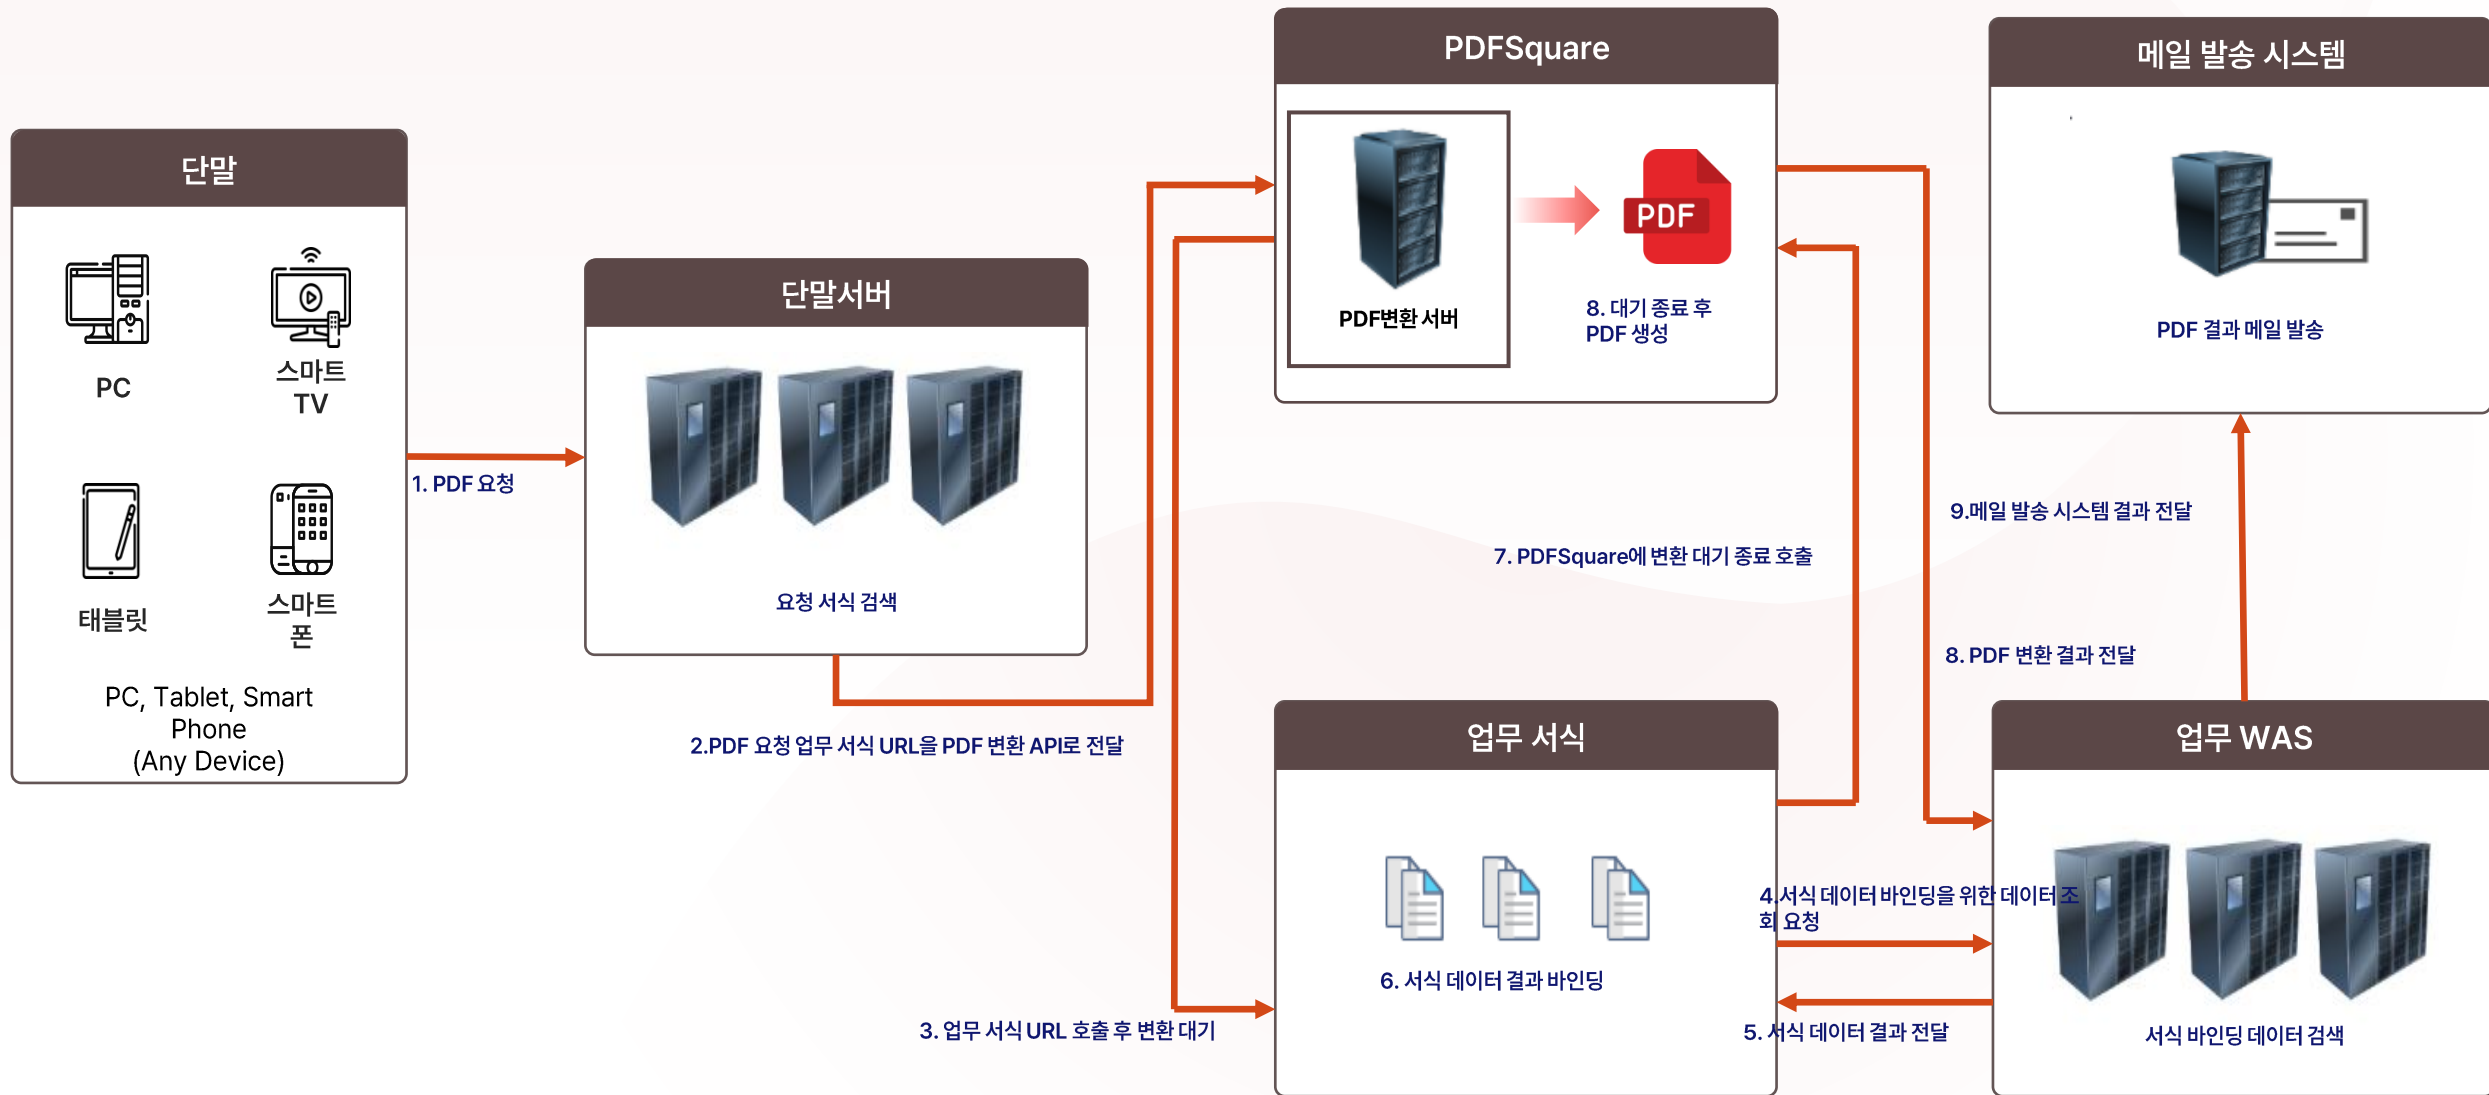 단말
PC
스마트
TV
태블릿
스마트
폰
PC, Tablet, Smart
Phone
(Any Device)
1. PDF 요청
단말서버
요청 서식 검색
2.PDF 요청 업무 서식 URL을 PDF 변환 API로 전달
PDFSquare
PDF변환 서버
PDF
8. 대기 종료 후
PDF 생성
3. 업무 서식 URL 호출 후 변환 대기
업무 서식
6. 서식 데이터 결과 바인딩
4.서식 데이터 바인딩을 위한 데이터 조
회 요청
5. 서식 데이터 결과 전달
7. PDFSquare에 변환 대기 종료 호출
8. PDF 변환 결과 전달
9.메일 발송 시스템 결과 전달
업무 WAS
서식 바인딩 데이터 검색
메일 발송 시스템
PDF 결과 메일 발송